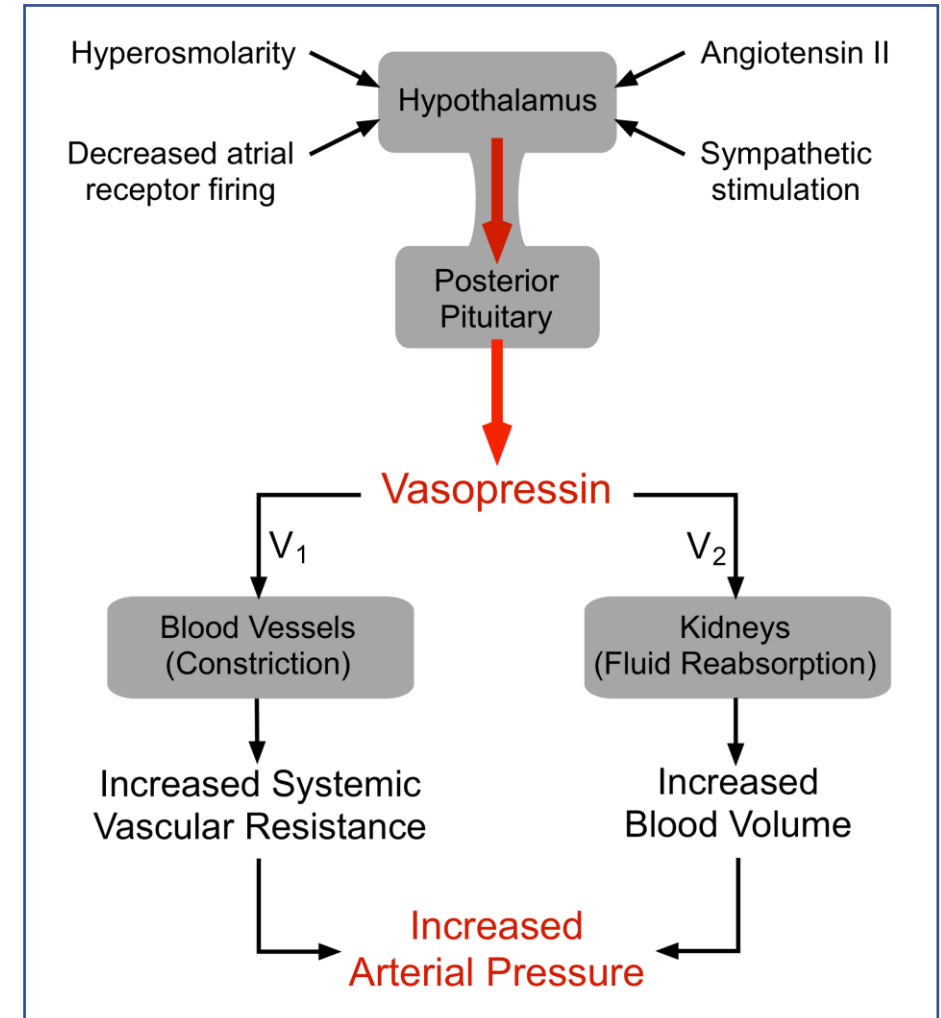 Hyperosmolarity
Angiotensin II
Hypothalamus
Decreased atrial
receptor firing
Sympathetic
stimulation
Posterior
Pituitary
Vasopressin
V₁
V₂
Blood Vessels
(Constriction)
Kidneys
(Fluid Reabsorption)
Increased Systemic
Vascular Resistance
Increased
Blood Volume
Increased
Arterial Pressure